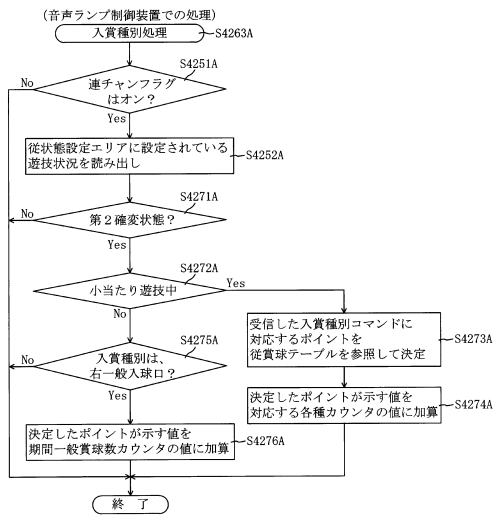 (音声ランプ制御装置での処理)
入賞種別処理
S4263A
S4251A
No
連チャンフラグ
はオン？
Yes
従状態設定エリアに設定されている
遊技状況を読み出し
S4252A
S4271A
No
第２確変状態？
Yes
S4272A
小当たり遊技中
Yes
No
受信した入賞種別コマンドに
対応するポイントを
従賞球テーブルを参照して決定
S4273A
S4275A
No
入賞種別は、
右一般入球口？
Yes
決定したポイントが示す値を
対応する各種カウンタの値に加算
S4274A
決定したポイントが示す値を
期間一般賞球数カウンタの値に加算
S4276A
終 了